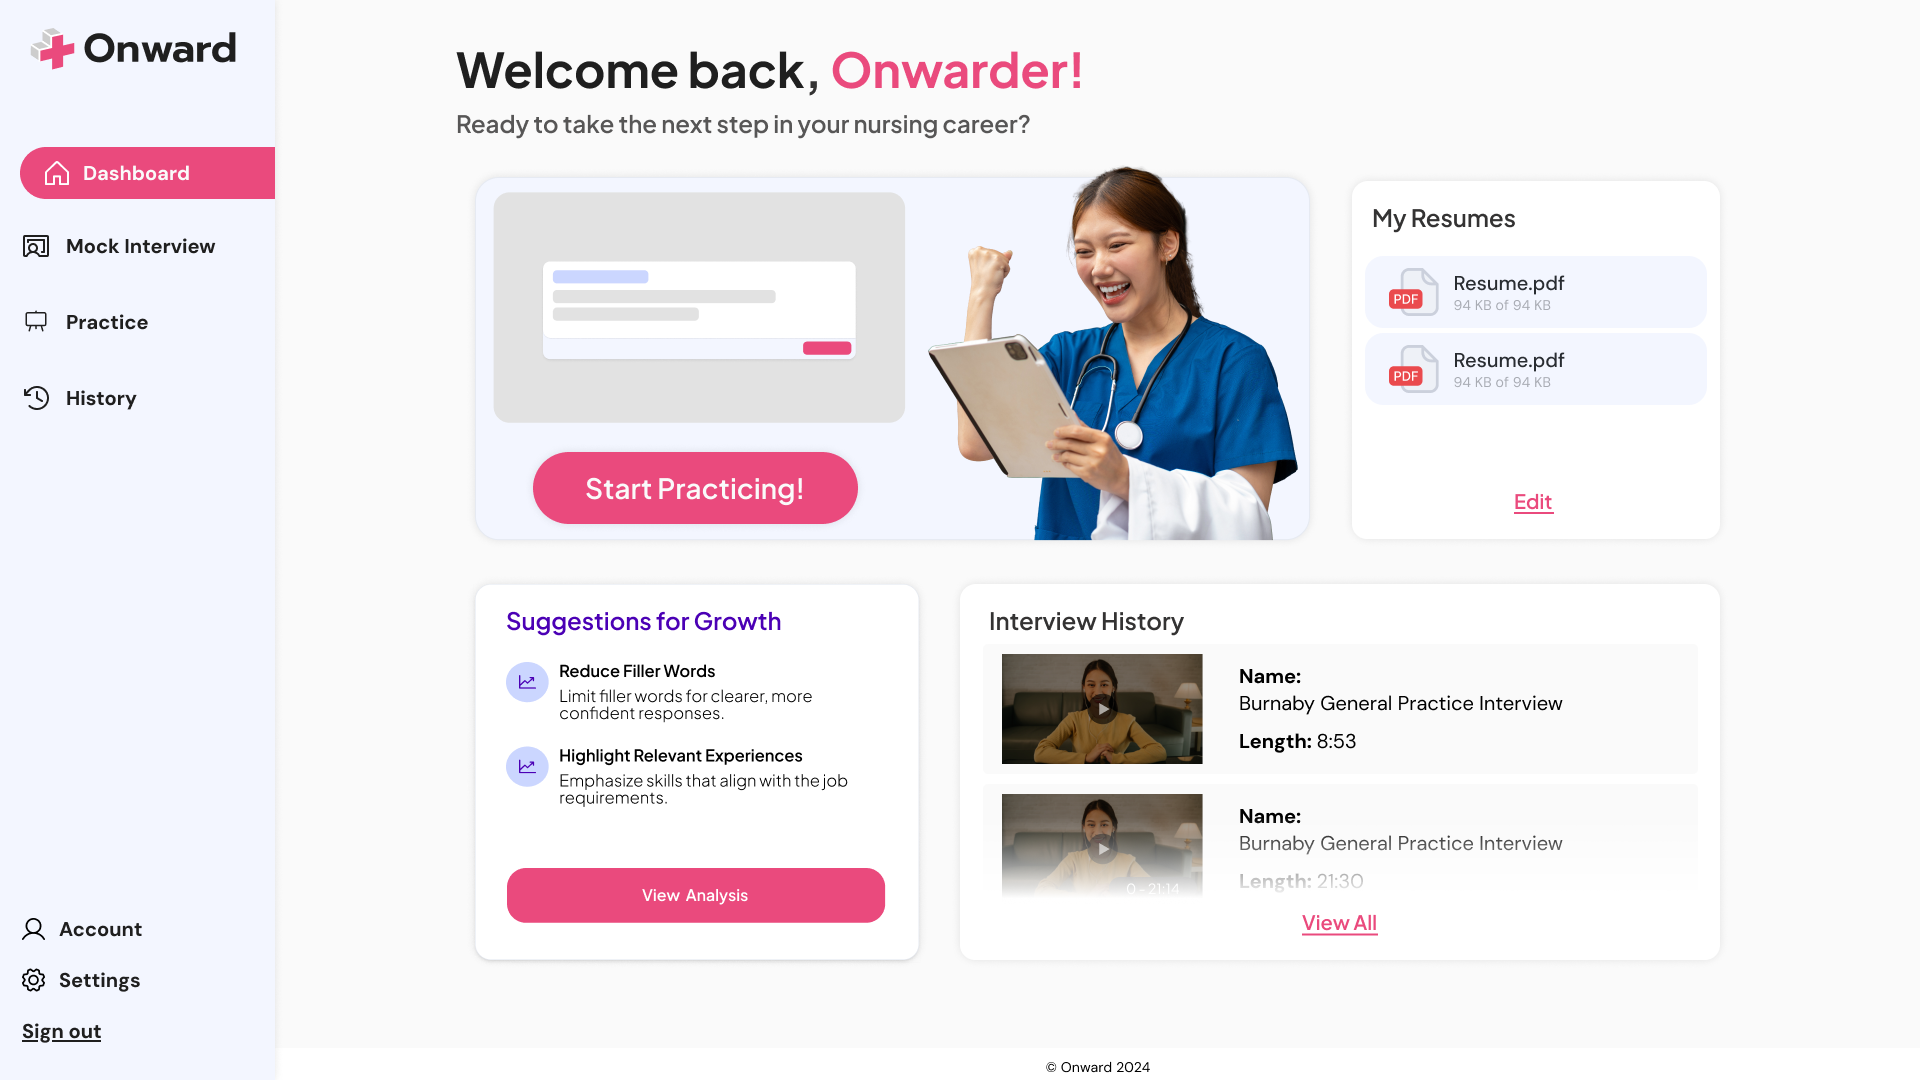 Onward
Dashboard
Mock Interview
Practice
History
Account
Settings
Sign out
Welcome back, Onwarder!
Ready to take the next step in your nursing career?
Start Practicing!
My Resumes
PDF
Resume.pdf
94 KB of 94 KB
PDF
Resume.pdf
94 KB of 94 KB
Edit
Suggestions for Growth
Reduce Filler Words
Limit filler words for clearer, more
confident responses.
Highlight Relevant Experiences
Emphasize skills that align with the job
requirements.
View Analysis
Interview History
Name:
Burnaby General Practice Interview
Length: 8:53
Name:
Burnaby General Practice Interview
0 - 21:14
Length: 21:30
View All
© Onward 2024